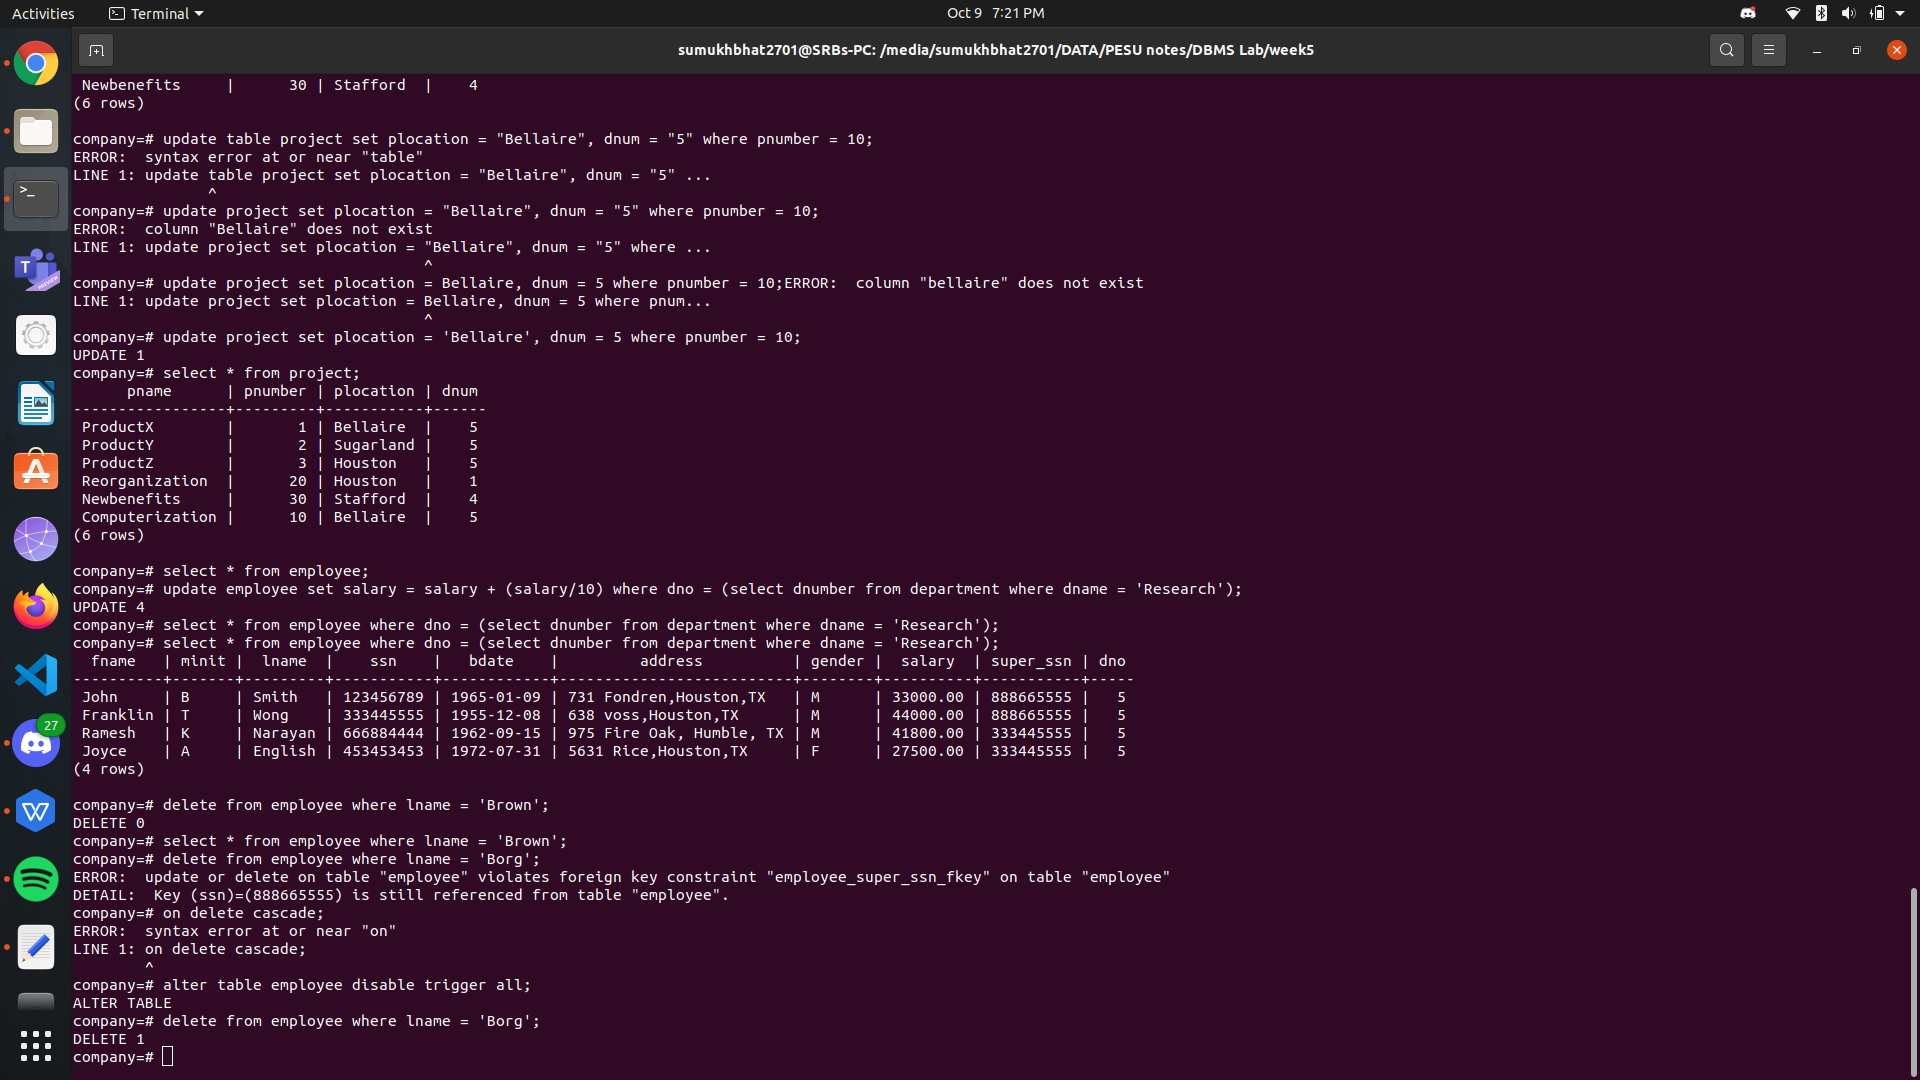 Activities
Terminal
Oct 9 7:21 PM
sumukhbhat2701@SRBs-PC: /media/sumukhbhat2701/DATA/PESU notes/DBMS Lab/week5
 Newbenefits     |      30 | Stafford  |    4
(6 rows)

company=# update table project set plocation = "Bellaire", dnum = "5" where pnumber = 10;
ERROR:  syntax error at or near "table"
LINE 1: update table project set plocation = "Bellaire", dnum = "5" ...
               ^
company=# update project set plocation = "Bellaire", dnum = "5" where pnumber = 10;
ERROR:  column "Bellaire" does not exist
LINE 1: update project set plocation = "Bellaire", dnum = "5" where ...
                                       ^
company=# update project set plocation = Bellaire, dnum = 5 where pnumber = 10;ERROR:  column "bellaire" does not exist
LINE 1: update project set plocation = Bellaire, dnum = 5 where pnum...
                                       ^
company=# update project set plocation = 'Bellaire', dnum = 5 where pnumber = 10;
UPDATE 1
company=# select * from project;
      pname      | pnumber | plocation | dnum
-----------------+---------+-----------+------
 ProductX        |       1 | Bellaire  |    5
 ProductY        |       2 | Sugarland |    5
 ProductZ        |       3 | Houston   |    5
 Reorganization  |      20 | Houston   |    1
 Newbenefits     |      30 | Stafford  |    4
 Computerization |      10 | Bellaire  |    5
(6 rows)

company=# select * from employee;
company=# update employee set salary = salary + (salary/10) where dno = (select dnumber from department where dname = 'Research');
UPDATE 4
company=# select * from employee where dno = (select dnumber from department where dname = 'Research');
company=# select * from employee where dno = (select dnumber from department where dname = 'Research');
  fname   | minit |  lname  |    ssn    |   bdate    |         address          | gender |  salary  | super_ssn | dno
----------+-------+---------+-----------+------------+--------------------------+--------+----------+-----------+-----
 John     | B     | Smith   | 123456789 | 1965-01-09 | 731 Fondren,Houston,TX   | M      | 33000.00 | 888665555 |   5
 Franklin | T     | Wong    | 333445555 | 1955-12-08 | 638 voss,Houston,TX      | M      | 44000.00 | 888665555 |   5
 Ramesh   | K     | Narayan | 666884444 | 1962-09-15 | 975 Fire Oak, Humble, TX | M      | 41800.00 | 333445555 |   5
 Joyce    | A     | English | 453453453 | 1972-07-31 | 5631 Rice,Houston,TX     | F      | 27500.00 | 333445555 |   5
(4 rows)

company=# delete from employee where lname = 'Brown';
DELETE 0
company=# select * from employee where lname = 'Brown';
company=# delete from employee where lname = 'Borg';
ERROR:  update or delete on table "employee" violates foreign key constraint "employee_super_ssn_fkey" on table "employee"
DETAIL:  Key (ssn)=(888665555) is still referenced from table "employee".
company=# on delete cascade;
ERROR:  syntax error at or near "on"
LINE 1: on delete cascade;
        ^
company=# alter table employee disable trigger all;
ALTER TABLE
company=# delete from employee where lname = 'Borg';
DELETE 1
company=#
27